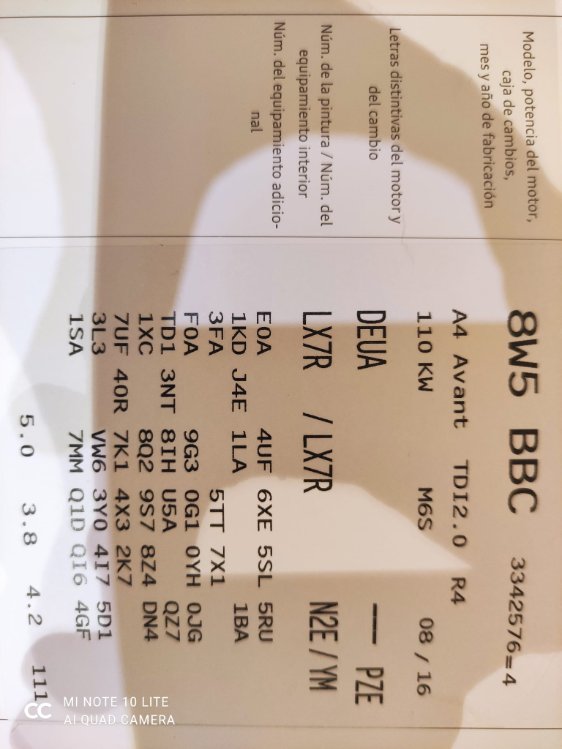 Modelo, potencia del motor,
caja de cambios,
mes y año de fabricación
8W5 BBC 3342576=4
A4 Avant TDI2.0 R4
110 KW M6S 08 / 16
Letras distintivas del motor y
del cambio
DEUA — PZE
Núm. de la pintura / Núm. del
equipamiento interior
LX7R / LX7R N2E / YM
Núm. del equipamiento adicio-
nal
E0A 4UF 6XE 5SL 5RU
1KD J4E 1LA 1BA
3FA 5TT 7X1
F0A 9G3 0G1 0YH 0JG
TD1 3NT 8IH U5A QZ7
1XC 8Q2 9S7 8Z4 DN4
7UF 40R 7K1 4X3 2K7
3L3 VW6 3Y0 4I7 5D1
1SA 7MM Q1D QI6 4GF
5.0 3.8 4.2 111
MI NOTE 10 LITE
AI QUAD CAMERA